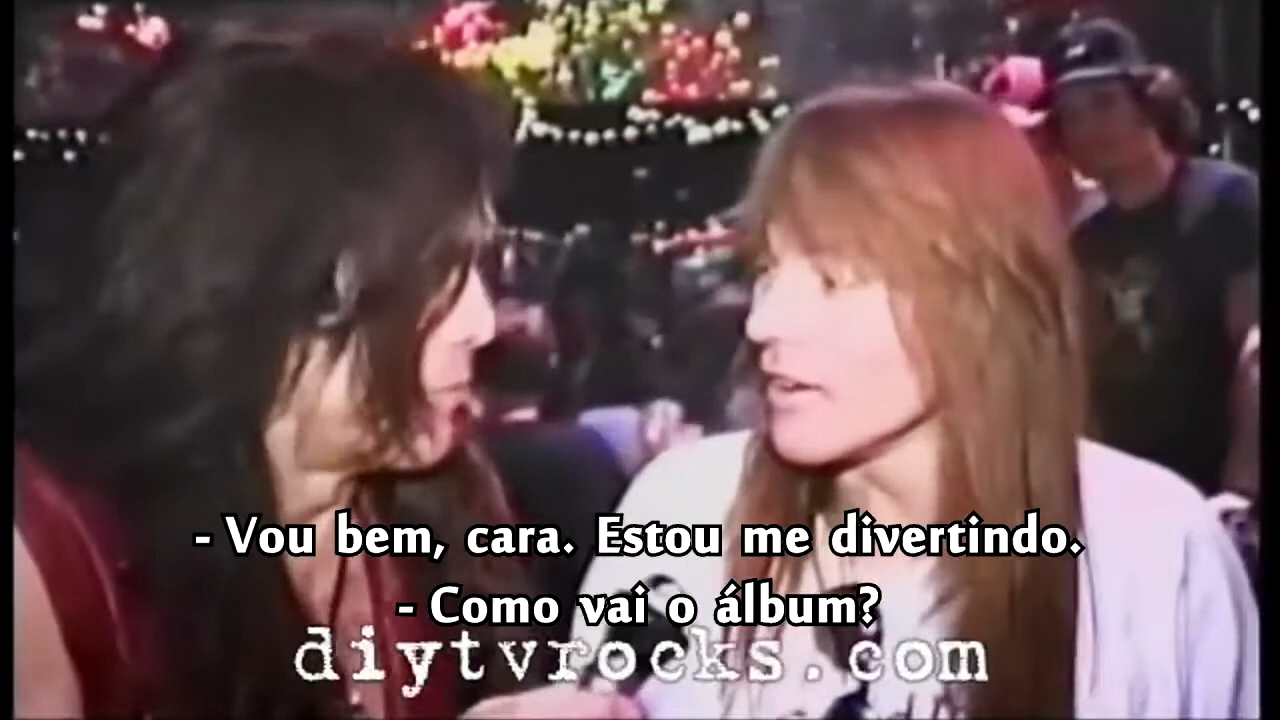 - Vou bem, cara. Estou me divertindo.
- Como vai o álbum?
diytvrocks.com